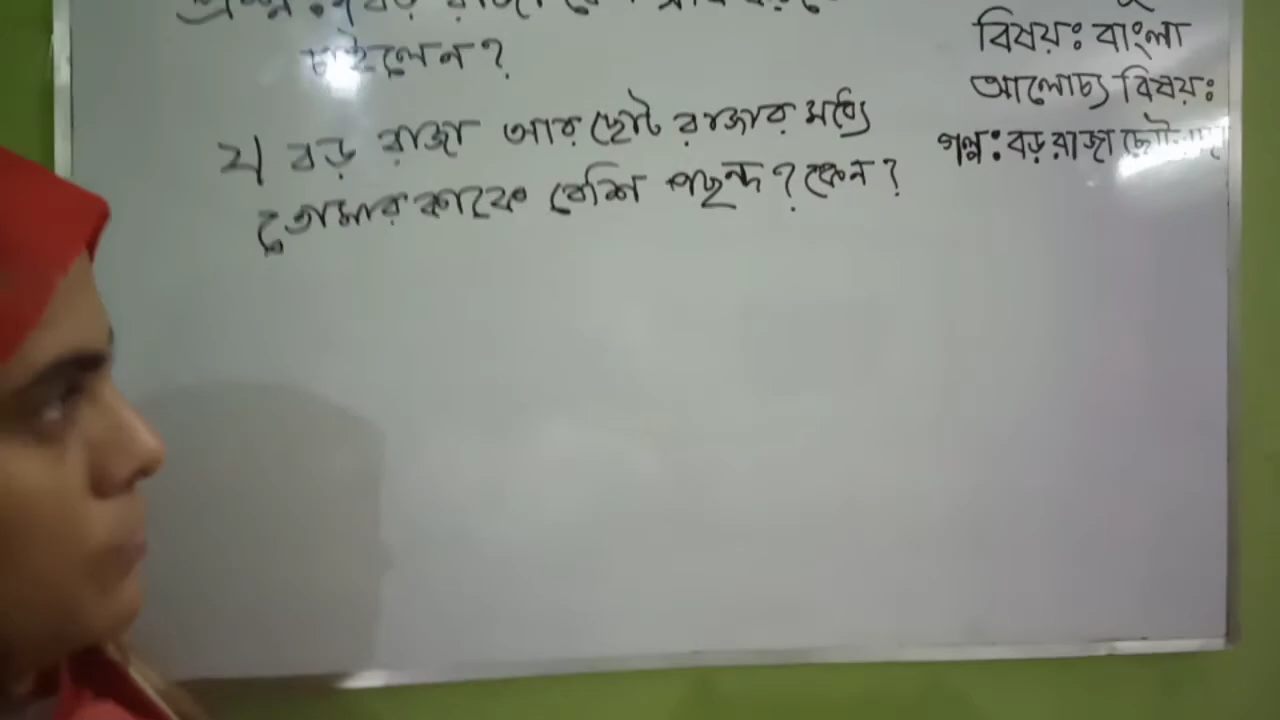 চাইলেন?
২) বড় রাজা আর ছোট রাজার মধ্যে
তোমার কাছে বেশি পছন্দ? কেন?
বিষয়ঃ বাংলা
আলোচ্য বিষয়ঃ
গল্পঃ বড় রাজা ছোট